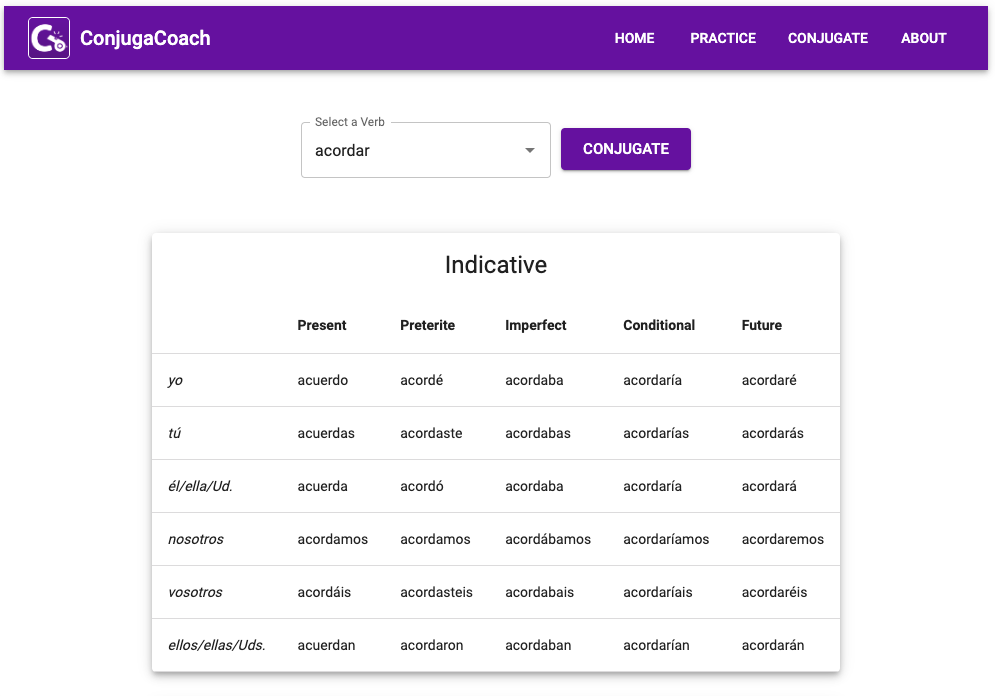 ConjugaCoach HOME PRACTICE CONJUGATE ABOUT
Select a Verb
acordar CONJUGATE
Indicative
Present Preterite Imperfect Conditional Future
yo acuerdo acordé acordaba acordaría acordaré
tú acuerdas acordaste acordabas acordarías acordarás
él/ella/Ud. acuerda acordó acordaba acordaría acordará
nosotros acordamos acordamos acordábamos acordaríamos acordaremos
vosotros acordáis acordasteis acordabais acordaríais acordaréis
ellos/ellas/Uds. acuerdan acordaron acordaban acordarían acordarán